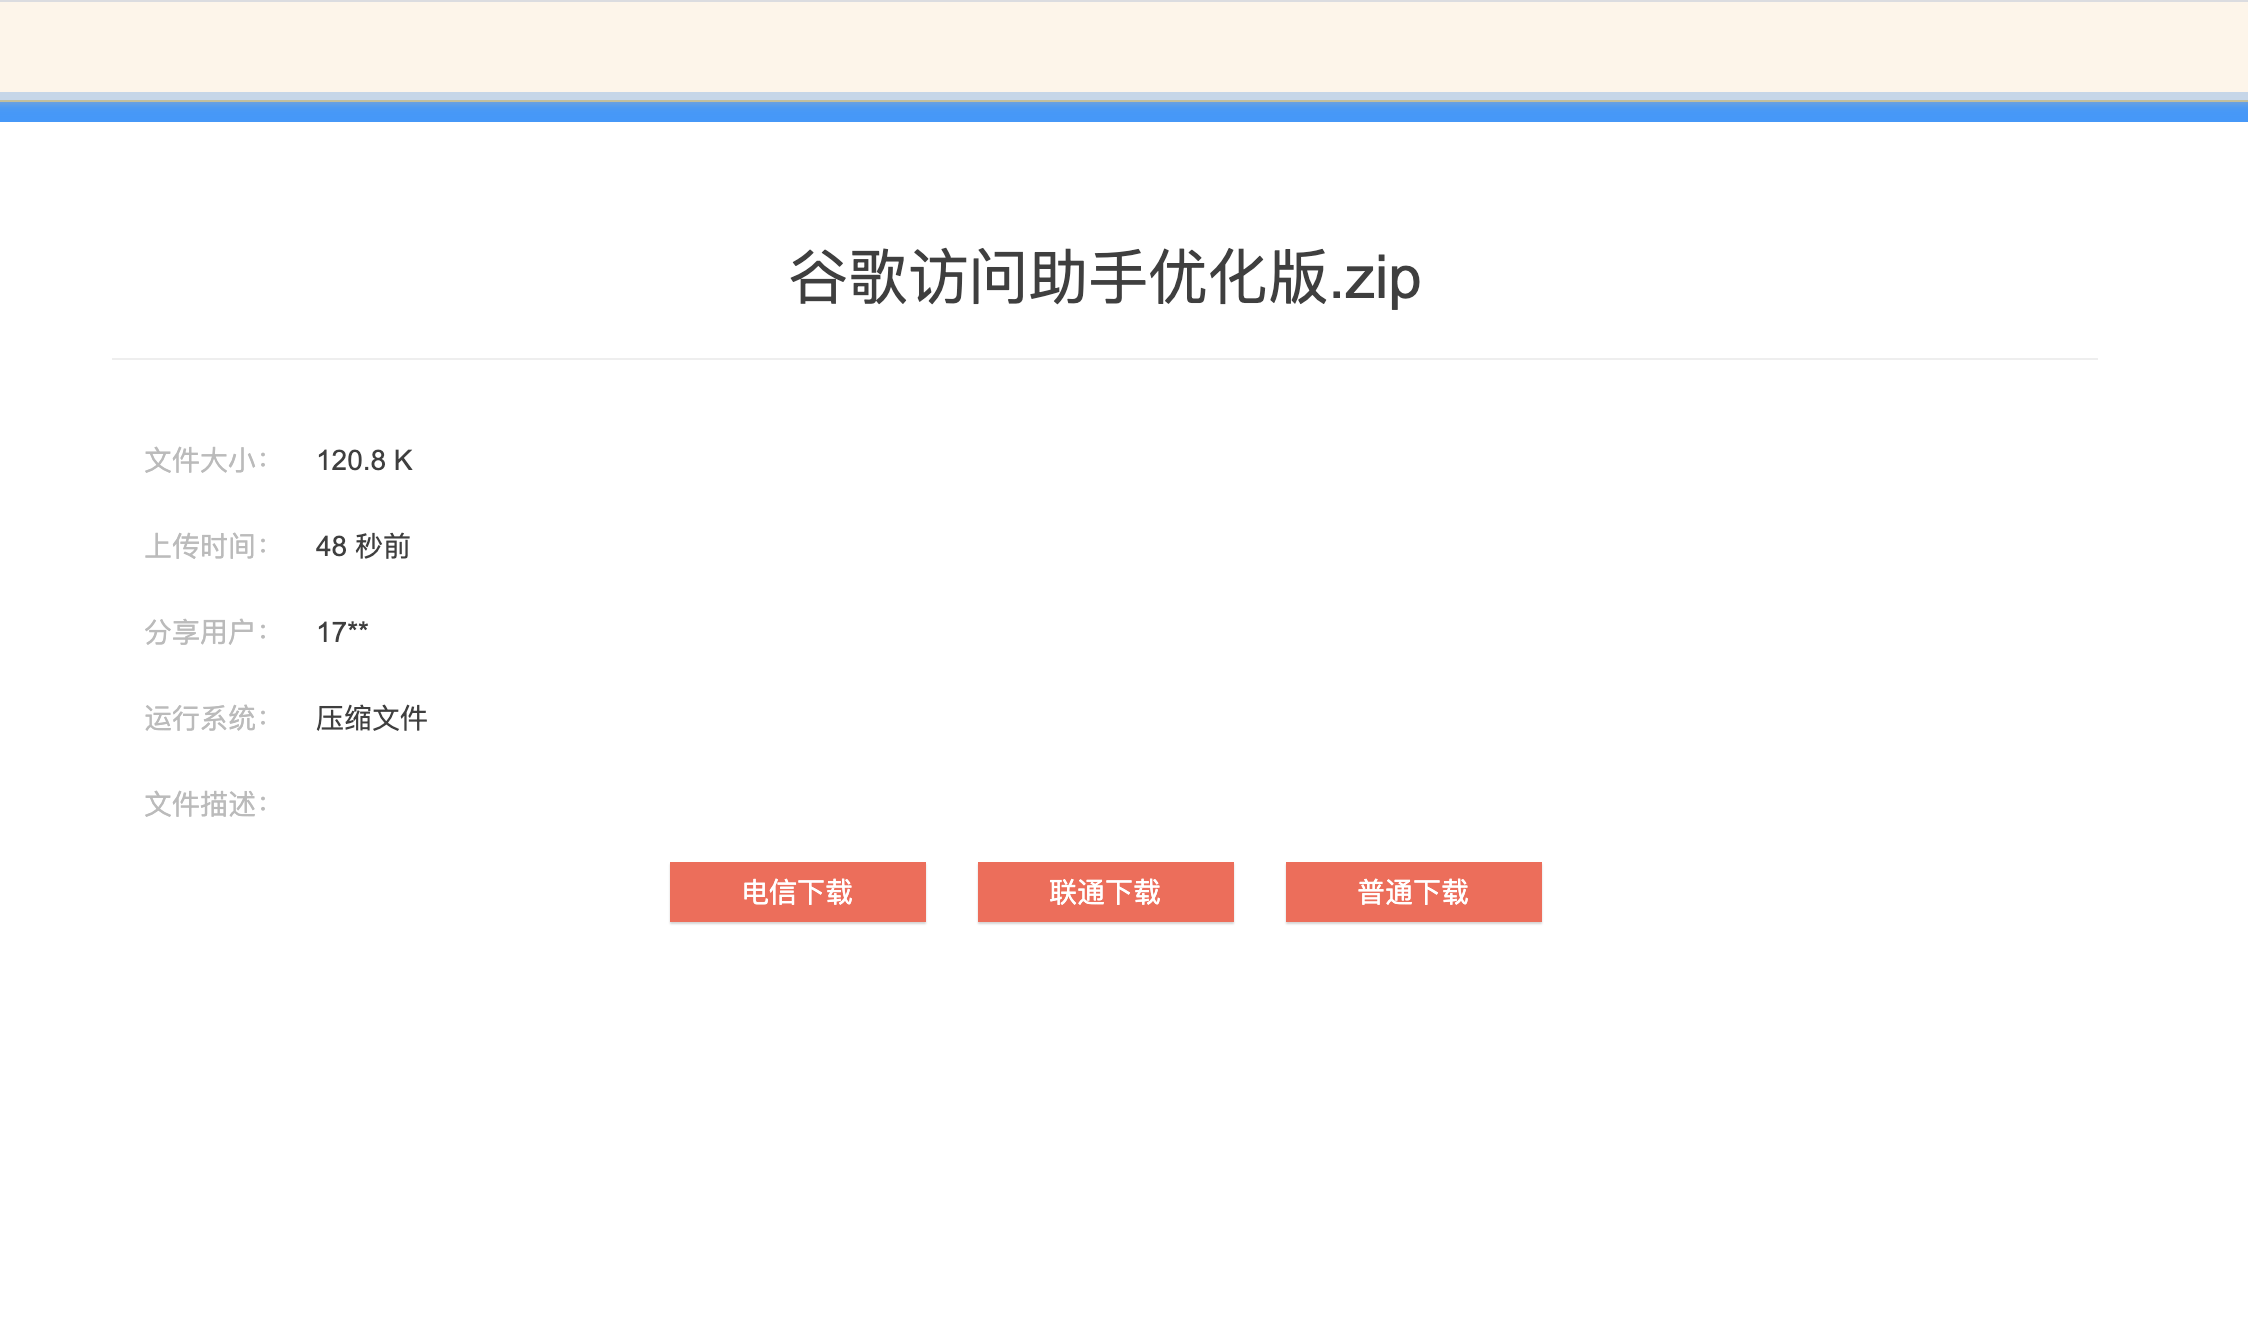 谷歌访问助手优化版.zip
文件大小： 120.8 K
上传时间： 48 秒前
分享用户： 17**
运行系统： 压缩文件
文件描述：
电信下载 联通下载 普通下载